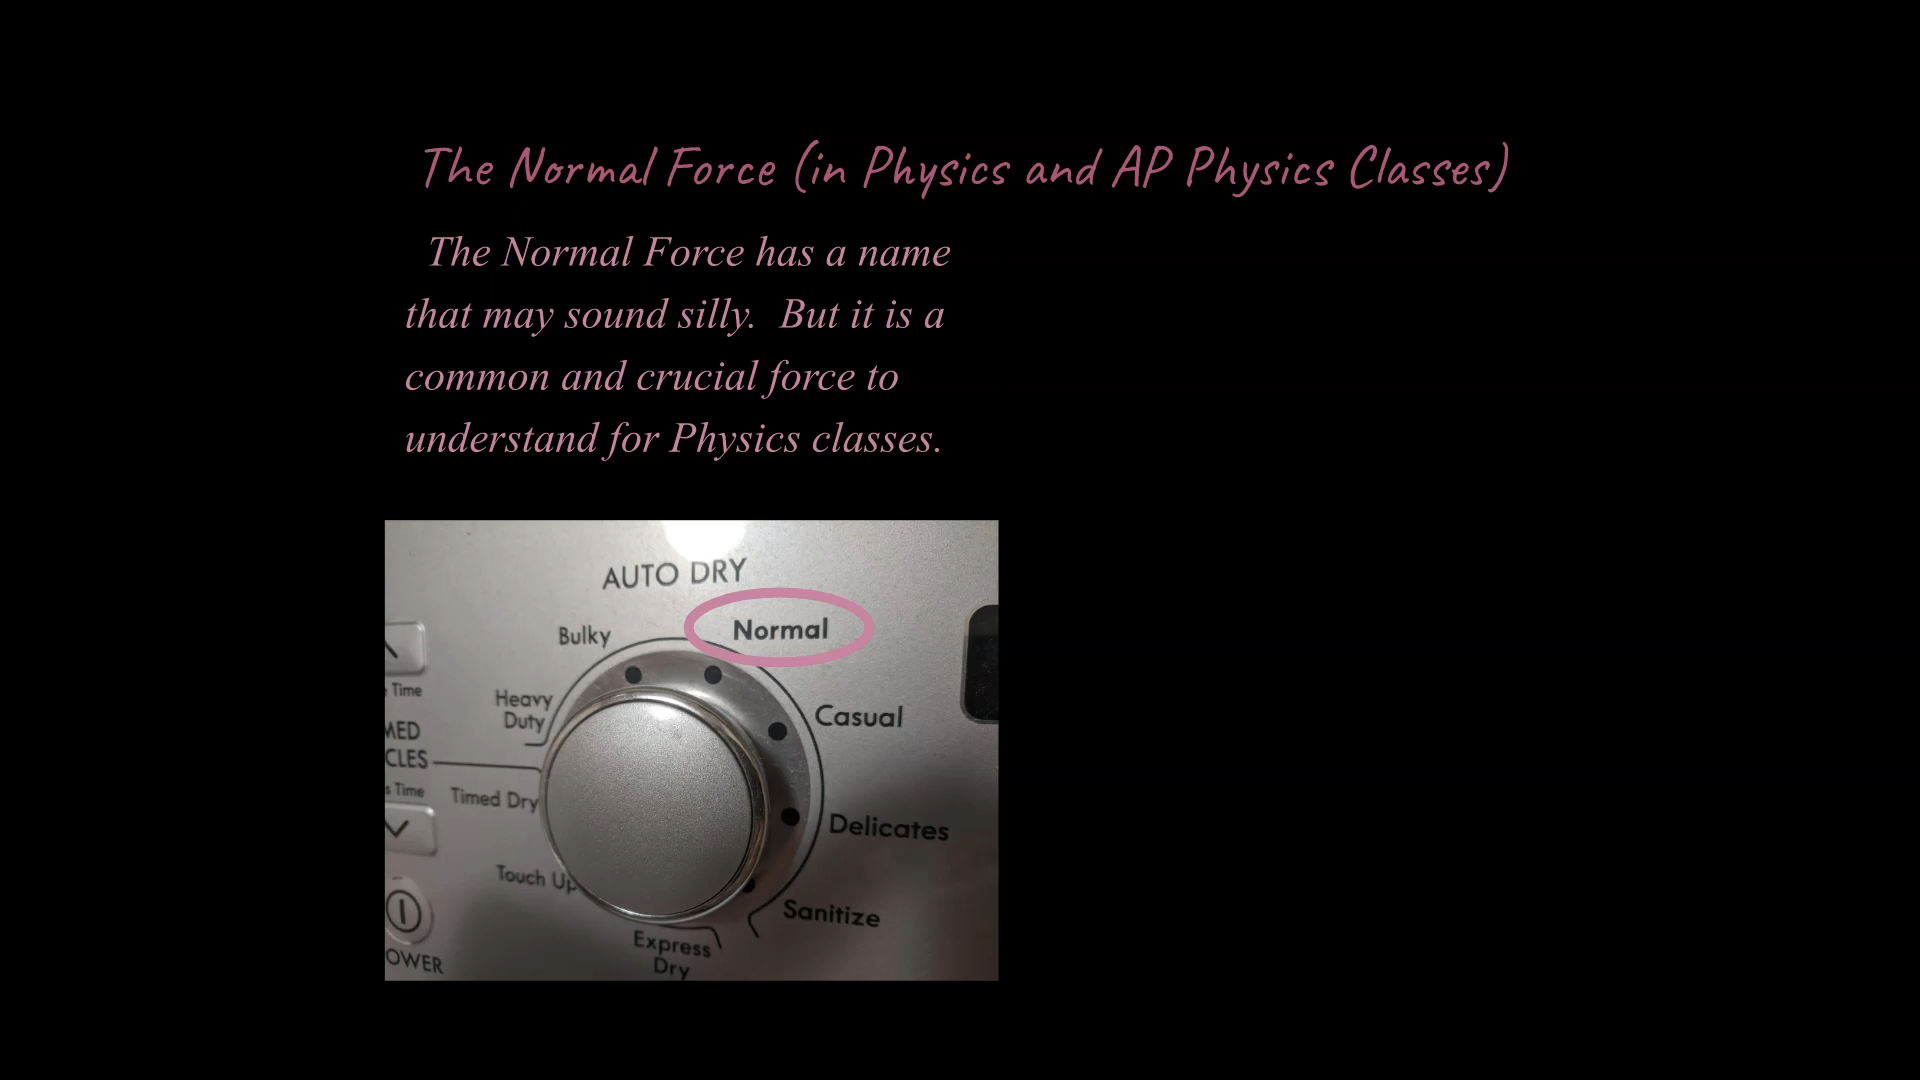 The Normal Force (in Physics and AP Physics Classes)
The Normal Force has a name
that may sound silly.  But it is a
common and crucial force to
understand for Physics classes.
AUTO DRY
Normal
Bulky
Heavy
Duty
Casual
Time
Timed Dry
Time
Delicates
Touch Up
Sanitize
Express
Dry